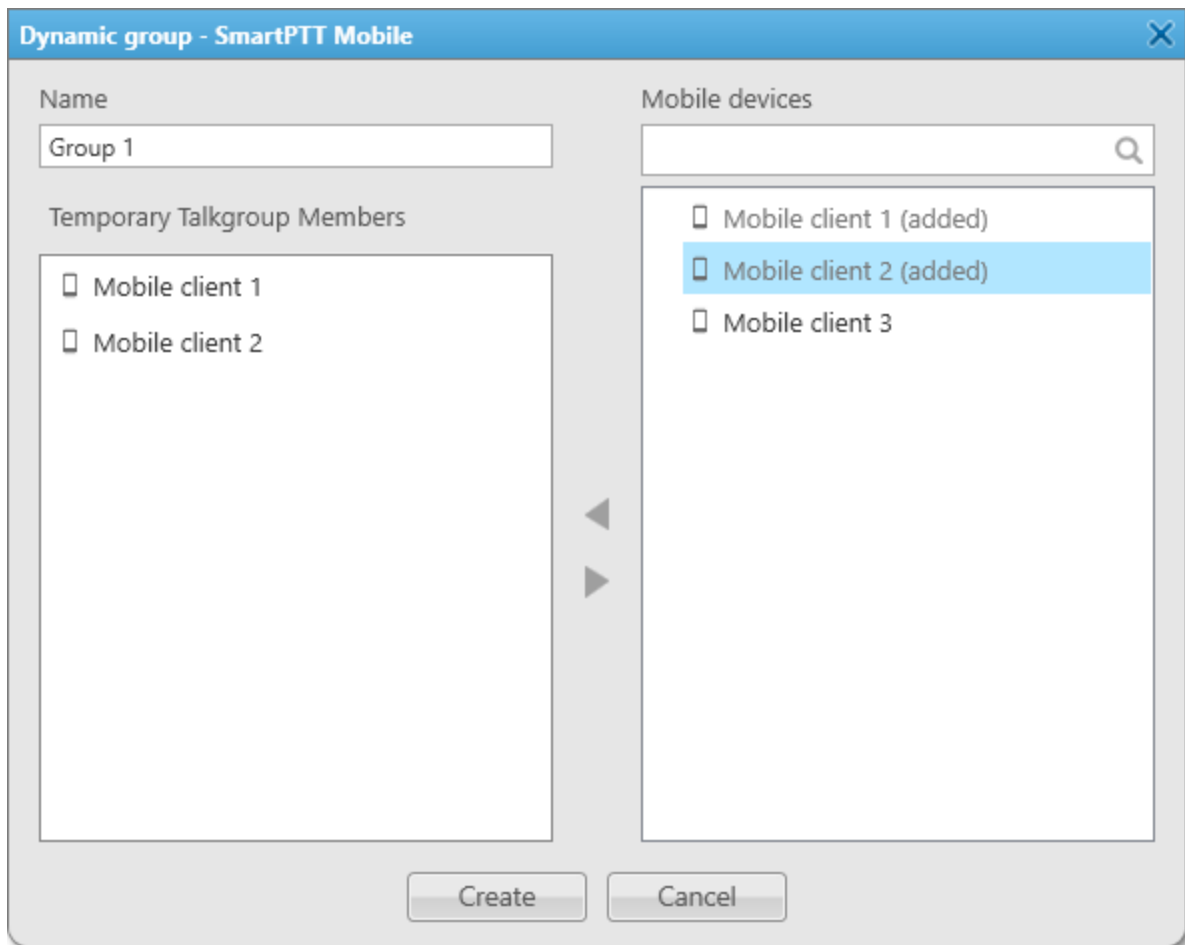 Dynamic group - SmartPTT Mobile
Name
Group 1
Temporary Talkgroup Members
Mobile client 1
Mobile client 2
Mobile devices
Mobile client 1 (added)
Mobile client 2 (added)
Mobile client 3
Create
Cancel